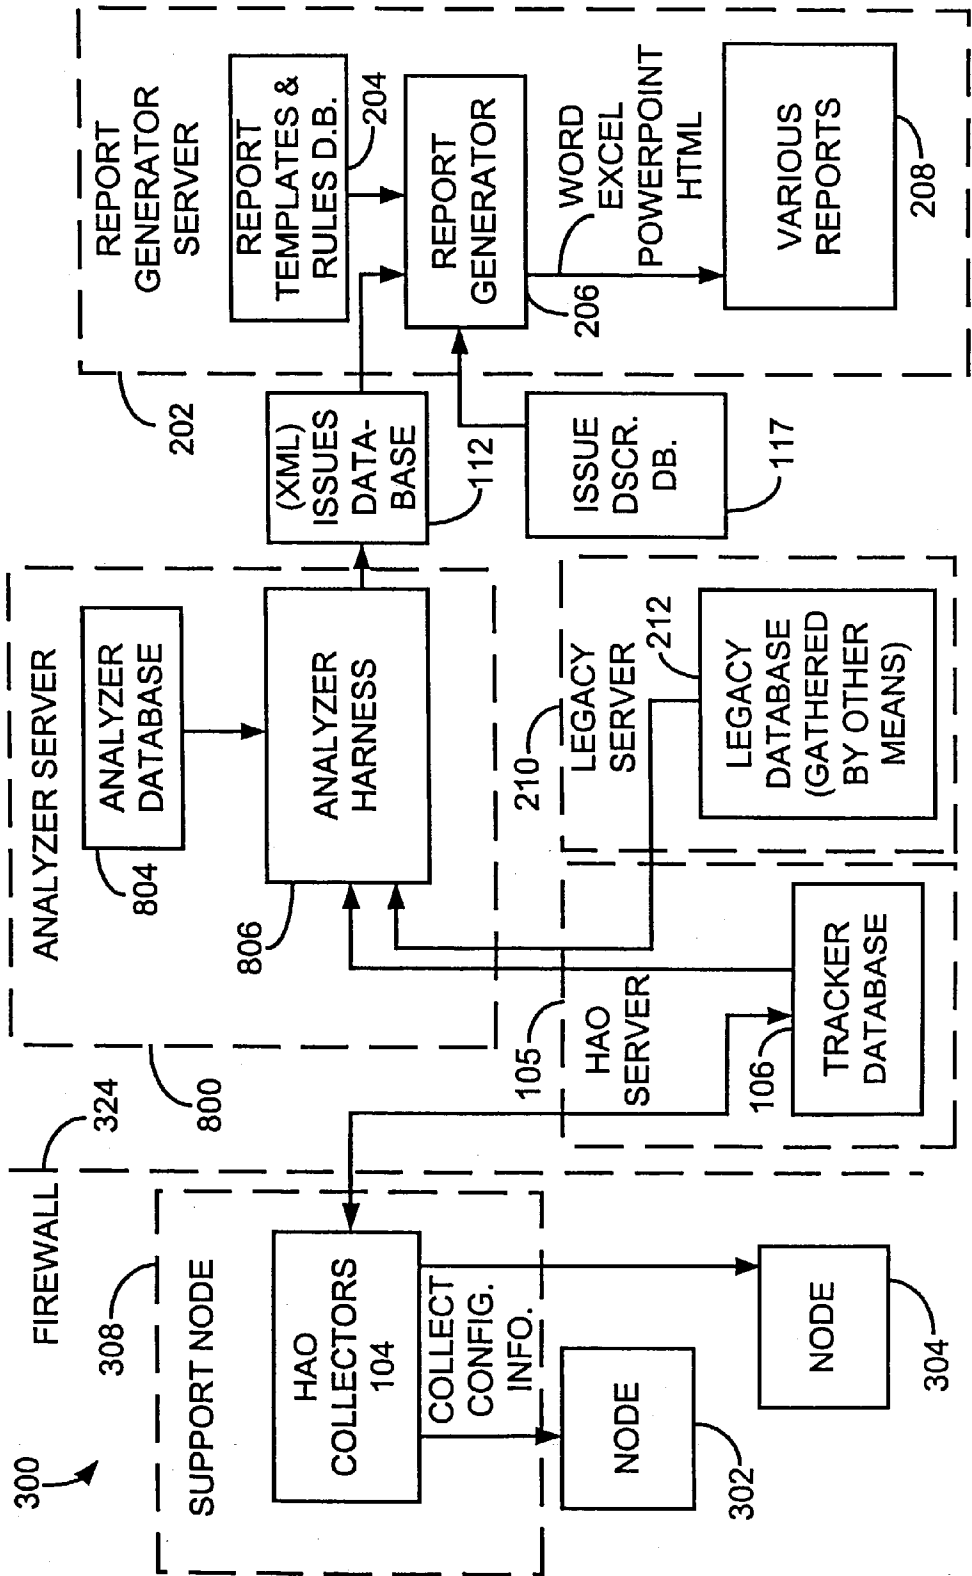 300
FIREWALL
324
308
SUPPORT NODE
HAO
COLLECTORS
104
COLLECT
CONFIG.
INFO.
NODE
302
NODE
304
ANALYZER SERVER
800
804
ANALYZER
DATABASE
806
ANALYZER
HARNESS
105
HAO
SERVER
106
TRACKER
DATABASE
210
LEGACY
SERVER
212
LEGACY
DATABASE
(GATHERED
BY OTHER
MEANS)
(XML)
ISSUES
DATA-
BASE
112
ISSUE
DSCR.
DB.
117
202
REPORT
GENERATOR
SERVER
REPORT
TEMPLATES &
RULES D.B.
204
REPORT
GENERATOR
206
WORD
EXCEL
POWERPOINT
HTML
VARIOUS
REPORTS
208